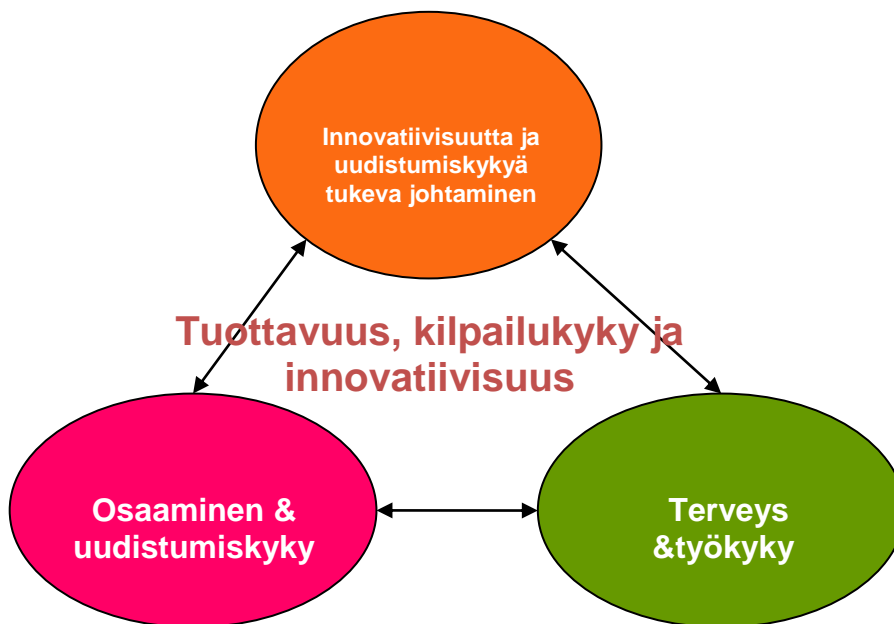 Innovatiivisuutta ja
uudistumiskykyä
tukeva johtaminen
Tuottavuus, kilpailukyky ja
innovatiivisuus
Osaaminen &
uudistumiskyky
Terveys
&työkyky